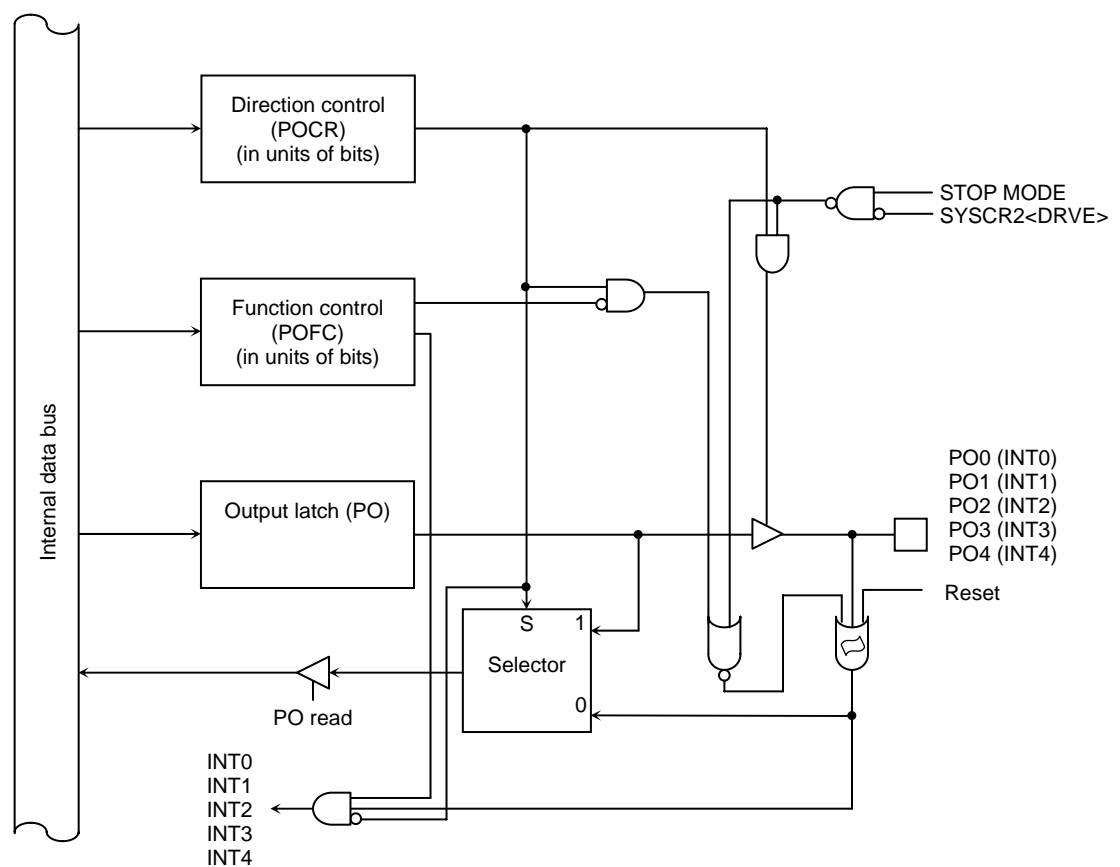 Direction control
(POCR)
(in units of bits)
STOP MODE
SYSCR2<DRVE>
Function control
(POFC)
(in units of bits)
Internal data bus
Output latch (PO)
PO0 (INT0)
PO1 (INT1)
PO2 (INT2)
PO3 (INT3)
PO4 (INT4)
Reset
S
1
Selector
0
PO read
INT0
INT1
INT2
INT3
INT4